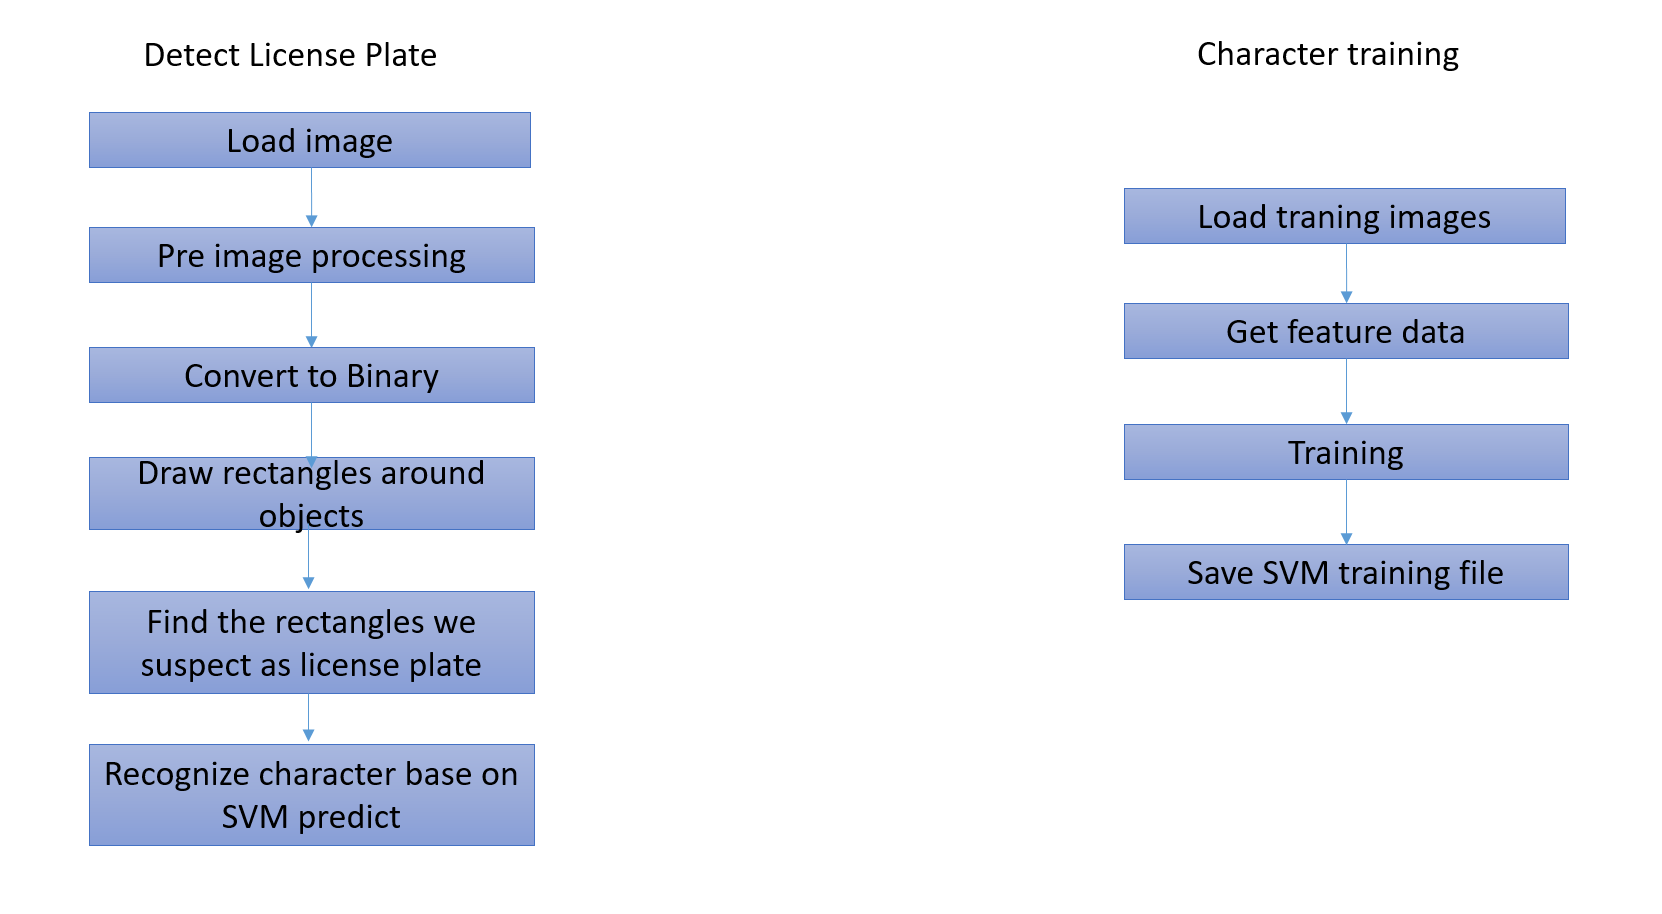 Detect License Plate
Load image
Pre image processing
Convert to Binary
Draw rectangles around
objects
Find the rectangles we
suspect as license plate
Recognize character base on
SVM predict
Character training
Load traning images
Get feature data
Training
Save SVM training file